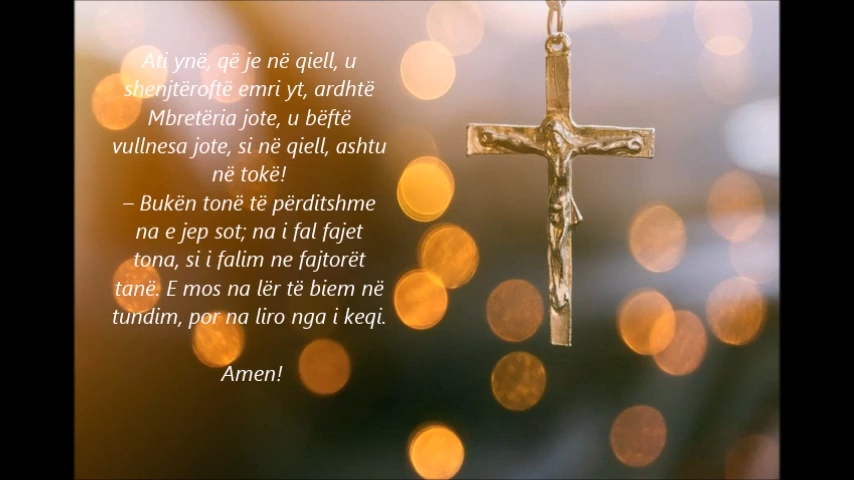 Ati ynë, që je në qiell, u
shenjtëroftë emri yt, ardhtë
Mbretëria jote, u bëftë
vullnesa jote, si në qiell, ashtu
në tokë!
– Bukën tonë të përditshme
na e jep sot; na i fal fajet
tona, si i falim ne fajtorët
tanë. E mos na lër të biem në
tundim, por na liro nga i keqi.
Amen!